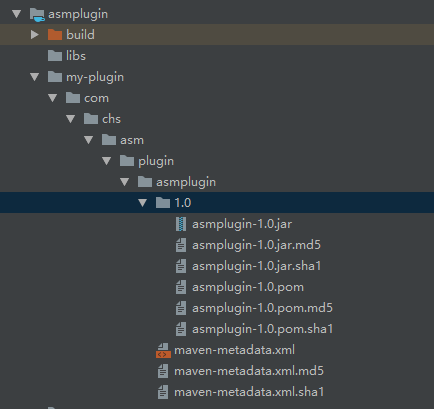 asmplugin
build
libs
my-plugin
com
chs
asm
plugin
asmplugin
1.0
asmplugin-1.0.jar
asmplugin-1.0.jar.md5
asmplugin-1.0.jar.sha1
asmplugin-1.0.pom
asmplugin-1.0.pom.md5
asmplugin-1.0.pom.sha1
maven-metadata.xml
maven-metadata.xml.md5
maven-metadata.xml.sha1